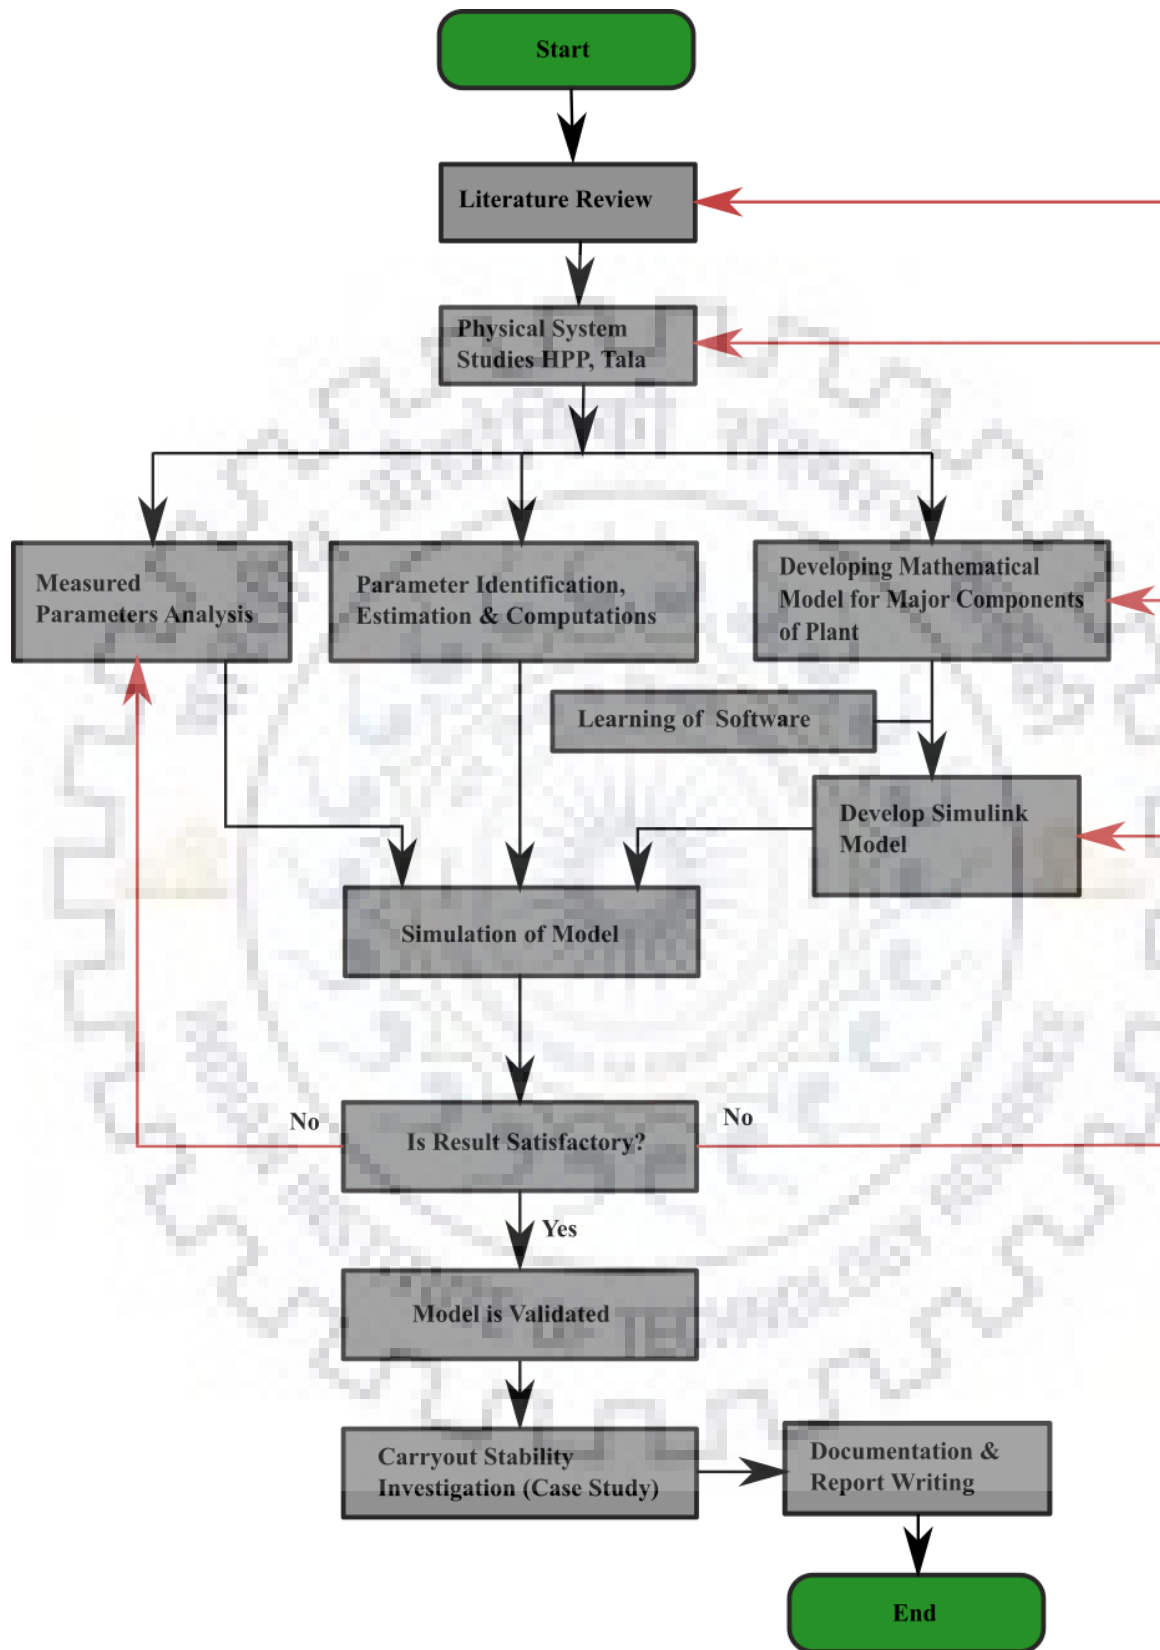 Start
Literature Review
Physical System
Studies HPP, Tala
Measured
Parameters Analysis
Parameter Identification,
Estimation & Computations
Developing Mathematical
Model for Major Components
of Plant
Learning of  Software
Develop Simulink
Model
Simulation of Model
No
Is Result Satisfactory?
No
Yes
Model is Validated
Carryout Stability
Investigation (Case Study)
Documentation &
Report Writing
End